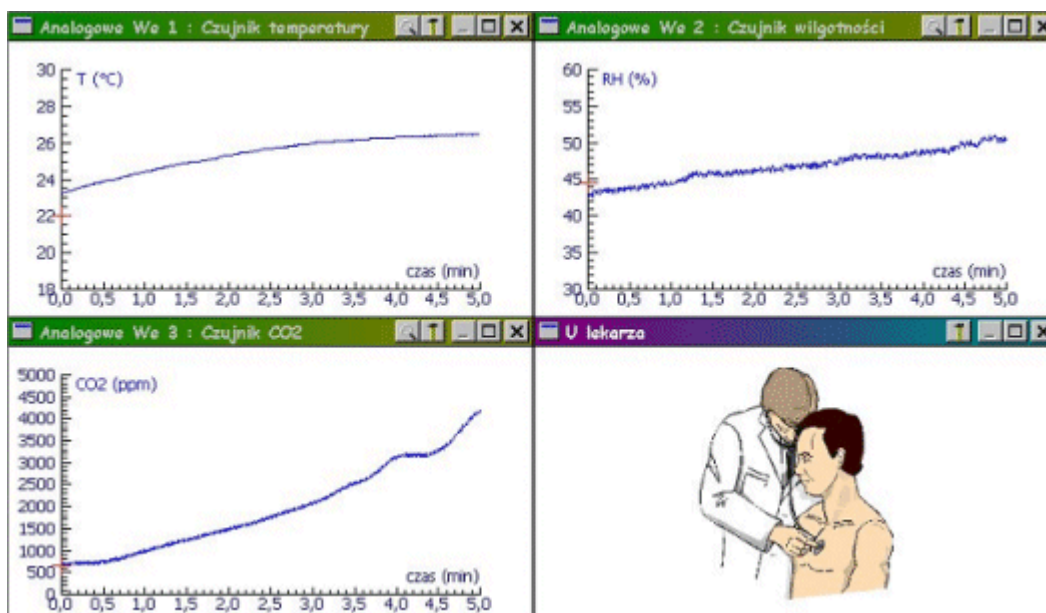 Analogowe We 1 : Czujnik temperatury
T (°C)
30
28
26
24
22
20
18
czas (min)
0,0 0,5 1,0 1,5 2,0 2,5 3,0 3,5 4,0 4,5 5,0
Analogowe We 2 : Czujnik wilgotności
RH (%)
60
55
50
45
40
35
30
czas (min)
0,0 0,5 1,0 1,5 2,0 2,5 3,0 3,5 4,0 4,5 5,0
Analogowe We 3 : Czujnik CO2
CO2 (ppm)
5000
4500
4000
3500
3000
2500
2000
1500
1000
500
0
czas (min)
0,0 0,5 1,0 1,5 2,0 2,5 3,0 3,5 4,0 4,5 5,0
U lekarza